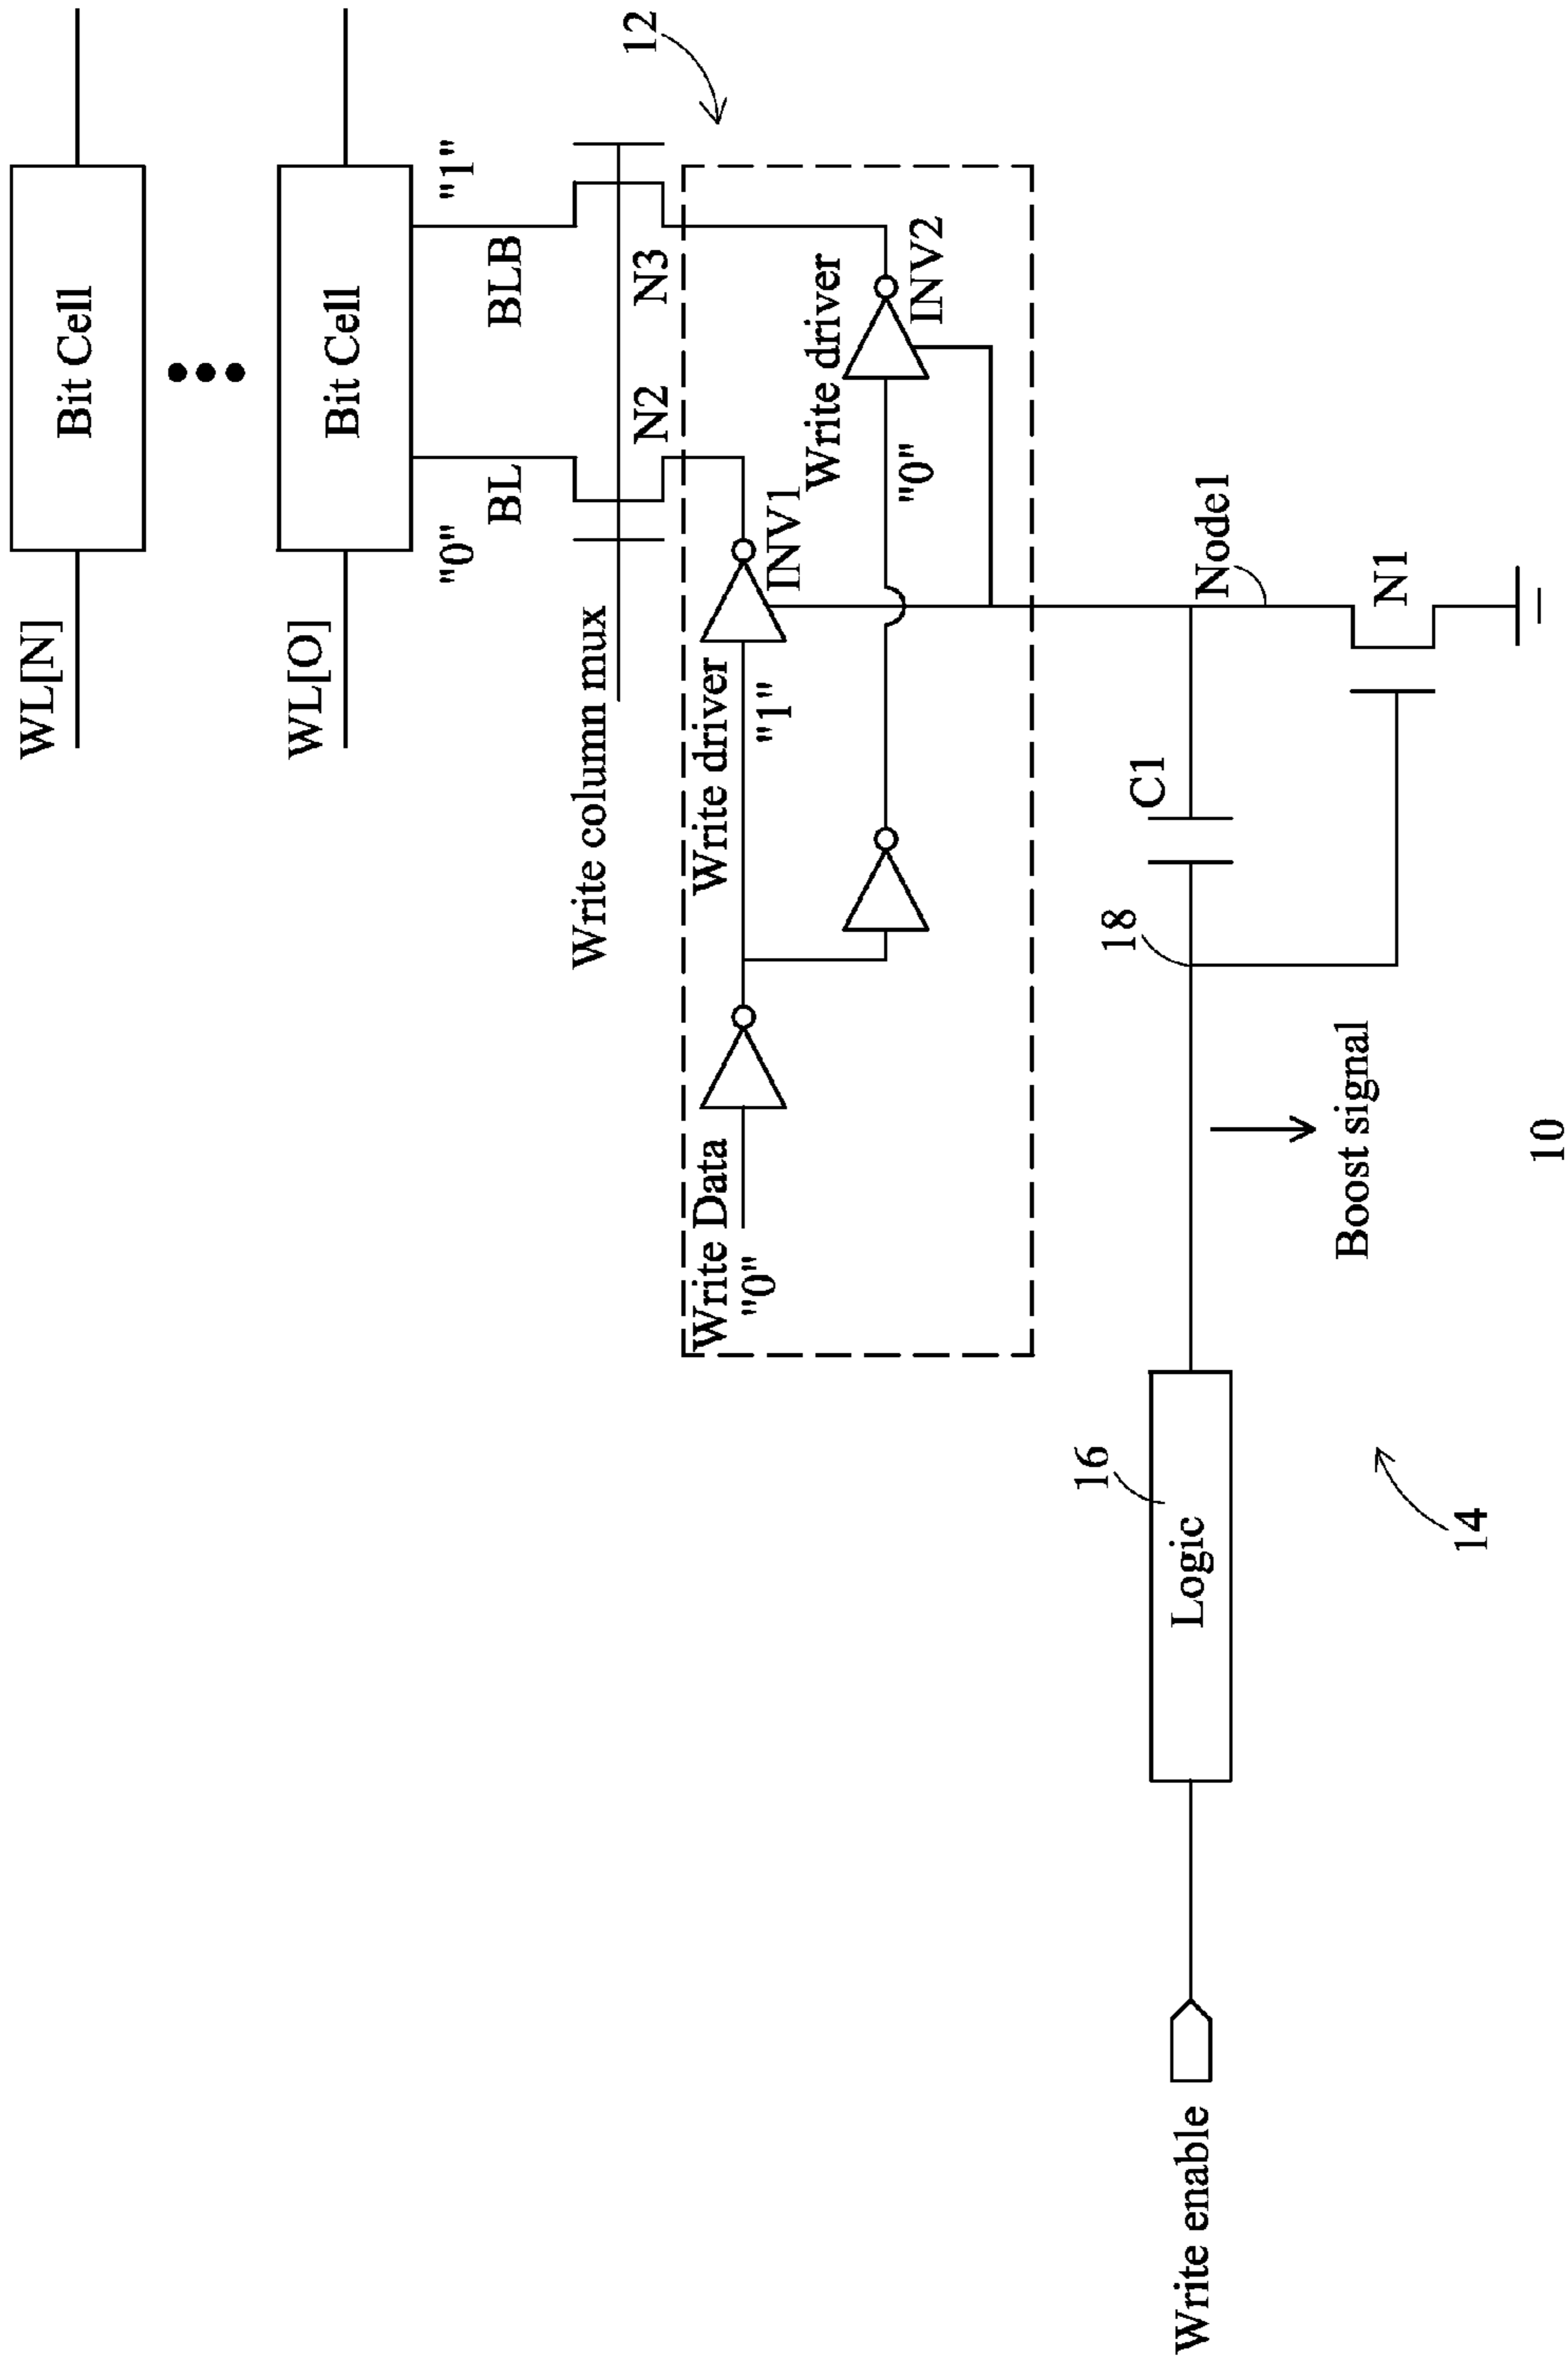 WL[N]
Bit Cell
WL[O]
Bit Cell
"0"
"1"
BL
BLB
Write column mux
N2
N3
12
Write Data
"0"
Write driver
"1"
INV1
Write driver
"0"
INV2
18
C1
Node1
N1
Write enable
16
Logic
Boost signal
14
10